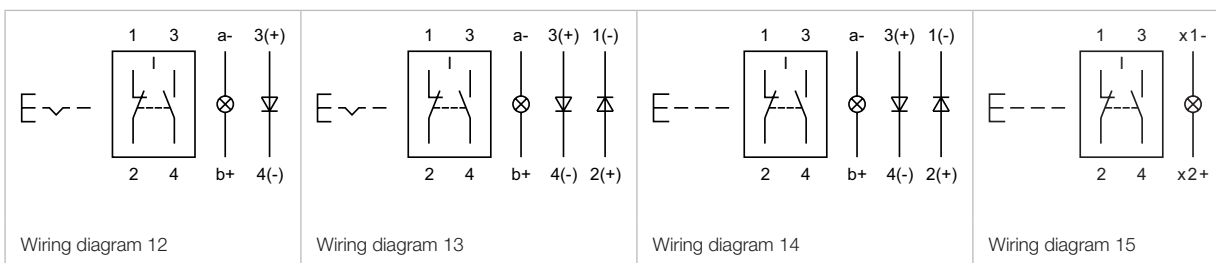 1 3 a- 3(+)
I
2 4 b+ 4(-)
Wiring diagram 12
1 3 a- 3(+) 1(-)
I
2 4 b+ 4(-) 2(+)
Wiring diagram 13
1 3 a- 3(+) 1(-)
I
2 4 b+ 4(-) 2(+)
Wiring diagram 14
1 3 x1-
I
2 4 x2+
Wiring diagram 15